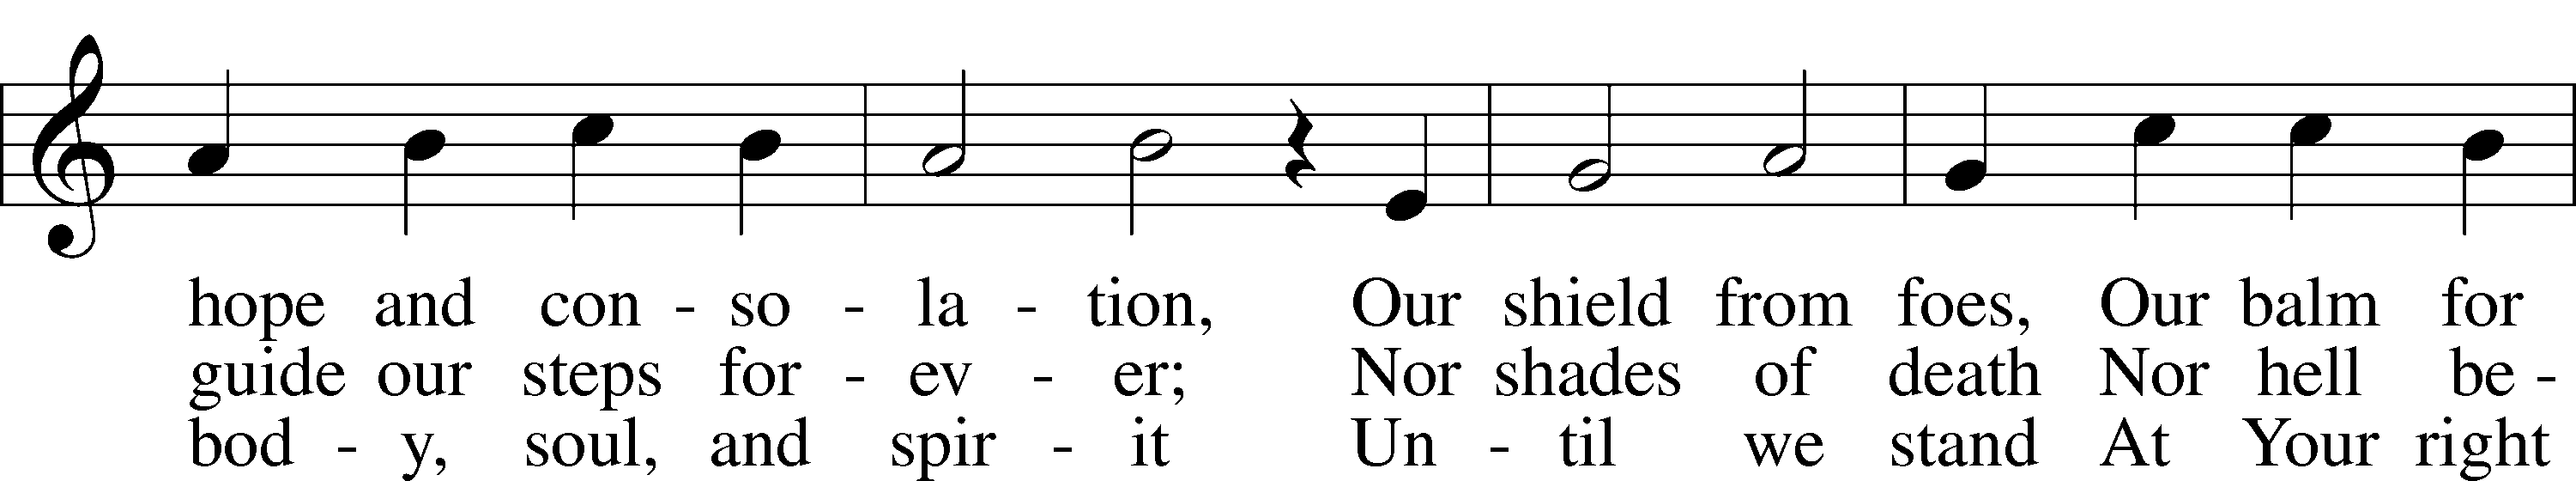 hope and con - so - la - tion, Our shield from foes, Our balm for
guide our steps for - ev - er; Nor shades of death Nor hell be -
bod - y, soul, and spir - it Un - til we stand At Your right